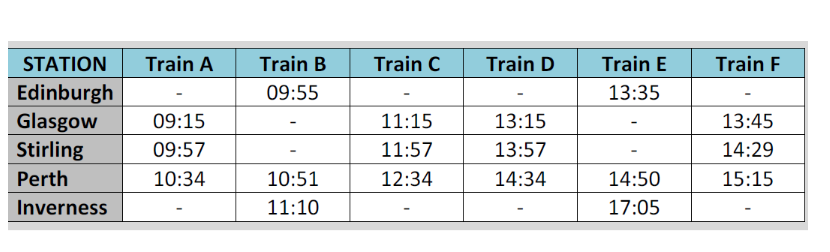 STATION Train A Train B Train C Train D Train E Train F
Edinburgh - 09:55 - - 13:35 -
Glasgow 09:15 - 11:15 13:15 - 13:45
Stirling 09:57 - 11:57 13:57 - 14:29
Perth 10:34 10:51 12:34 14:34 14:50 15:15
Inverness - 11:10 - - 17:05 -